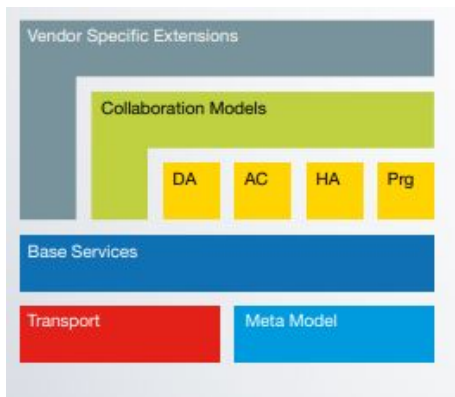 Vendor Specific Extensions
Collaboration Models
DA AC HA Prg
Base Services
Transport Meta Model